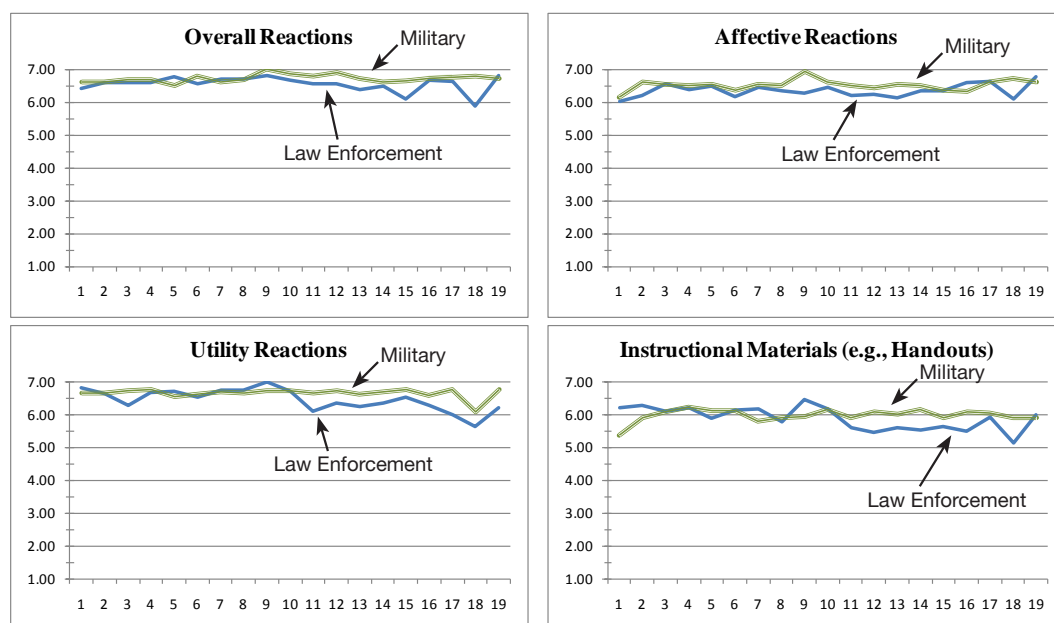 Overall Reactions
Military
7.00
6.00
5.00
4.00
3.00
2.00
1.00
Law Enforcement
1 2 3 4 5 6 7 8 9 10 11 12 13 14 15 16 17 18 19
Affective Reactions
Military
7.00
6.00
5.00
4.00
3.00
2.00
1.00
Law Enforcement
1 2 3 4 5 6 7 8 9 10 11 12 13 14 15 16 17 18 19
Utility Reactions
Military
7.00
6.00
5.00
4.00
3.00
2.00
1.00
Law Enforcement
1 2 3 4 5 6 7 8 9 10 11 12 13 14 15 16 17 18 19
Instructional Materials (e.g., Handouts)
Military
7.00
6.00
5.00
4.00
3.00
2.00
1.00
Law Enforcement
1 2 3 4 5 6 7 8 9 10 11 12 13 14 15 16 17 18 19